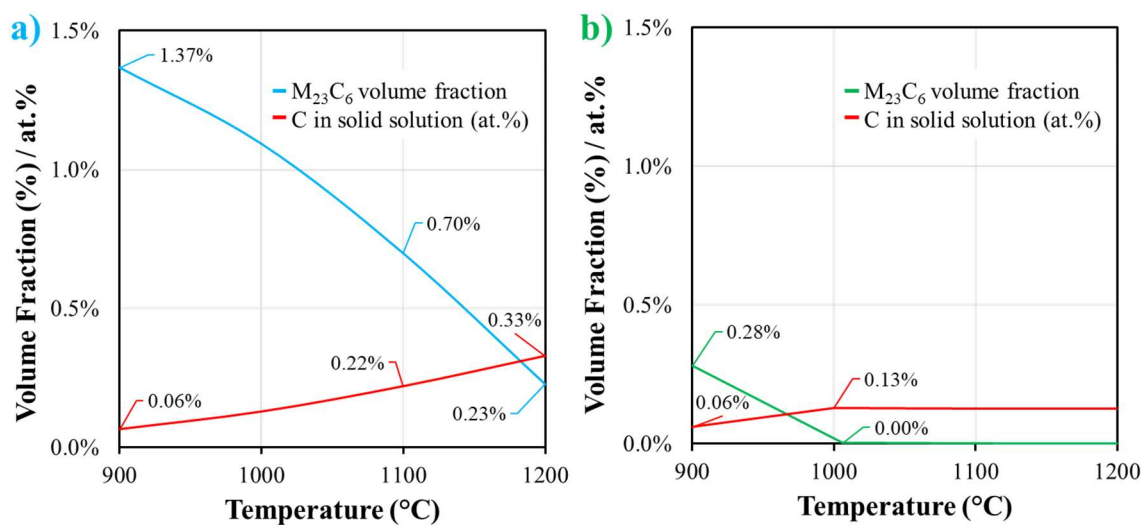 a)
Volume Fraction (%) / at.%
1.5%
1.0%
0.5%
0.0%
1.37%
M₂₃C₆ volume fraction
C in solid solution (at.%)
0.70%
0.33%
0.22%
0.06%
0.23%
900
1000
1100
1200
Temperature (°C)
b)
Volume Fraction (%) / at.%
1.5%
1.0%
0.5%
0.0%
M₂₃C₆ volume fraction
C in solid solution (at.%)
0.28%
0.13%
0.06%
0.00%
900
1000
1100
1200
Temperature (°C)